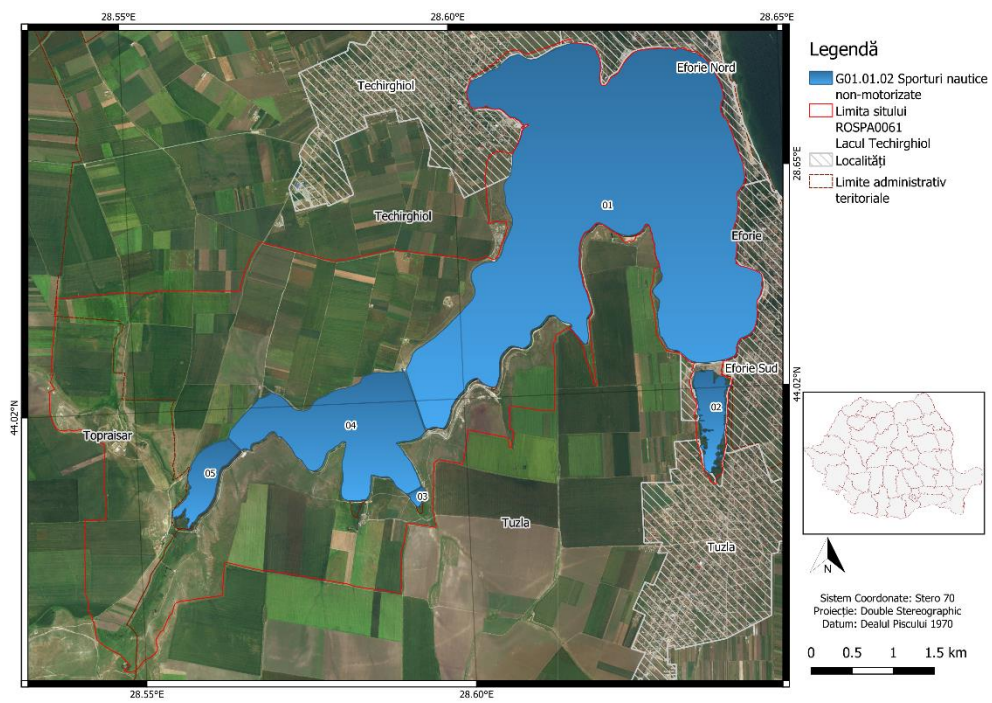 28.55°E
28.60°E
28.65°E
Techirghiol
Eforie Nord
28.65°E
01
Techirghiol
Eforie
Eforie Sud
44.02°N
44.02°N
02
04
Topraisar
05
03
Tuzla
Tuzla
28.55°E
28.60°E
Legendă
G01.01.02 Sporturi nautice
non-motorizate
Limita sitului
ROSPA0061
Lacul Techirghiol
Localități
Limite administrativ
teritoriale
N
Sistem Coordonate: Stero 70
Proiecție: Double Stereographic
Datum: Dealul Piscului 1970
0 0.5 1 1.5 km